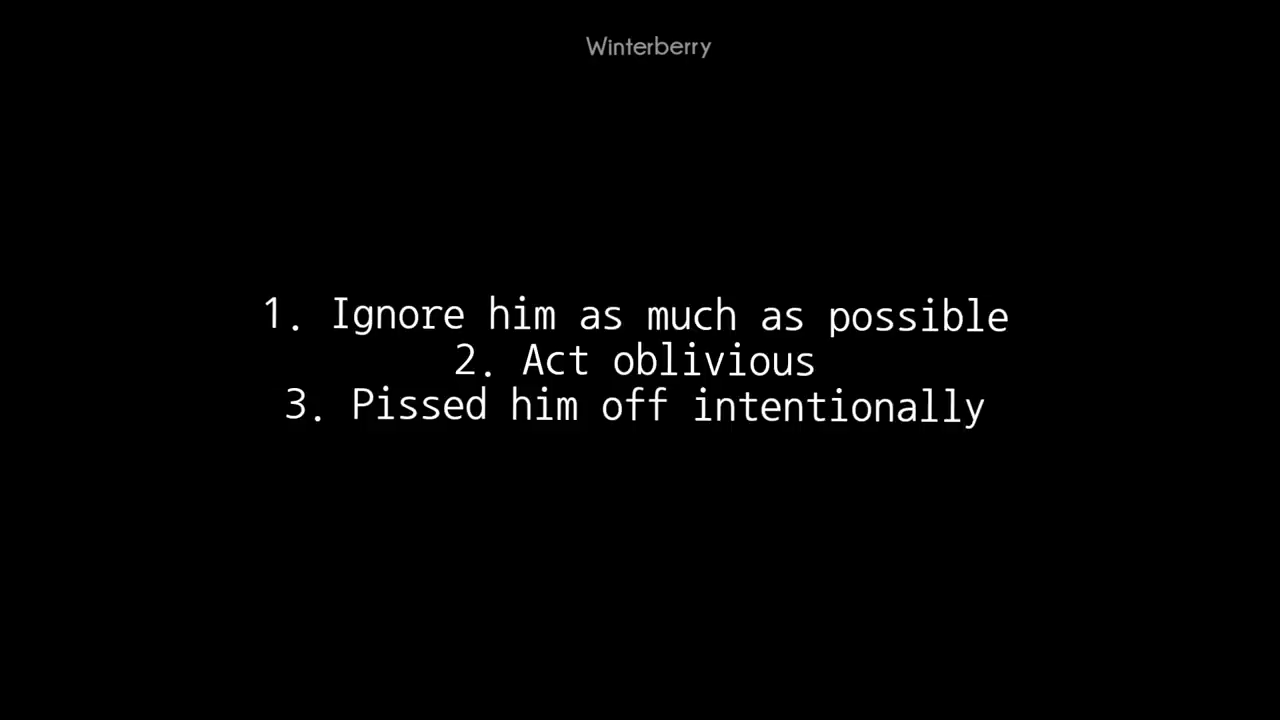 Winterberry
1. Ignore him as much as possible
2. Act oblivious
3. Pissed him off intentionally